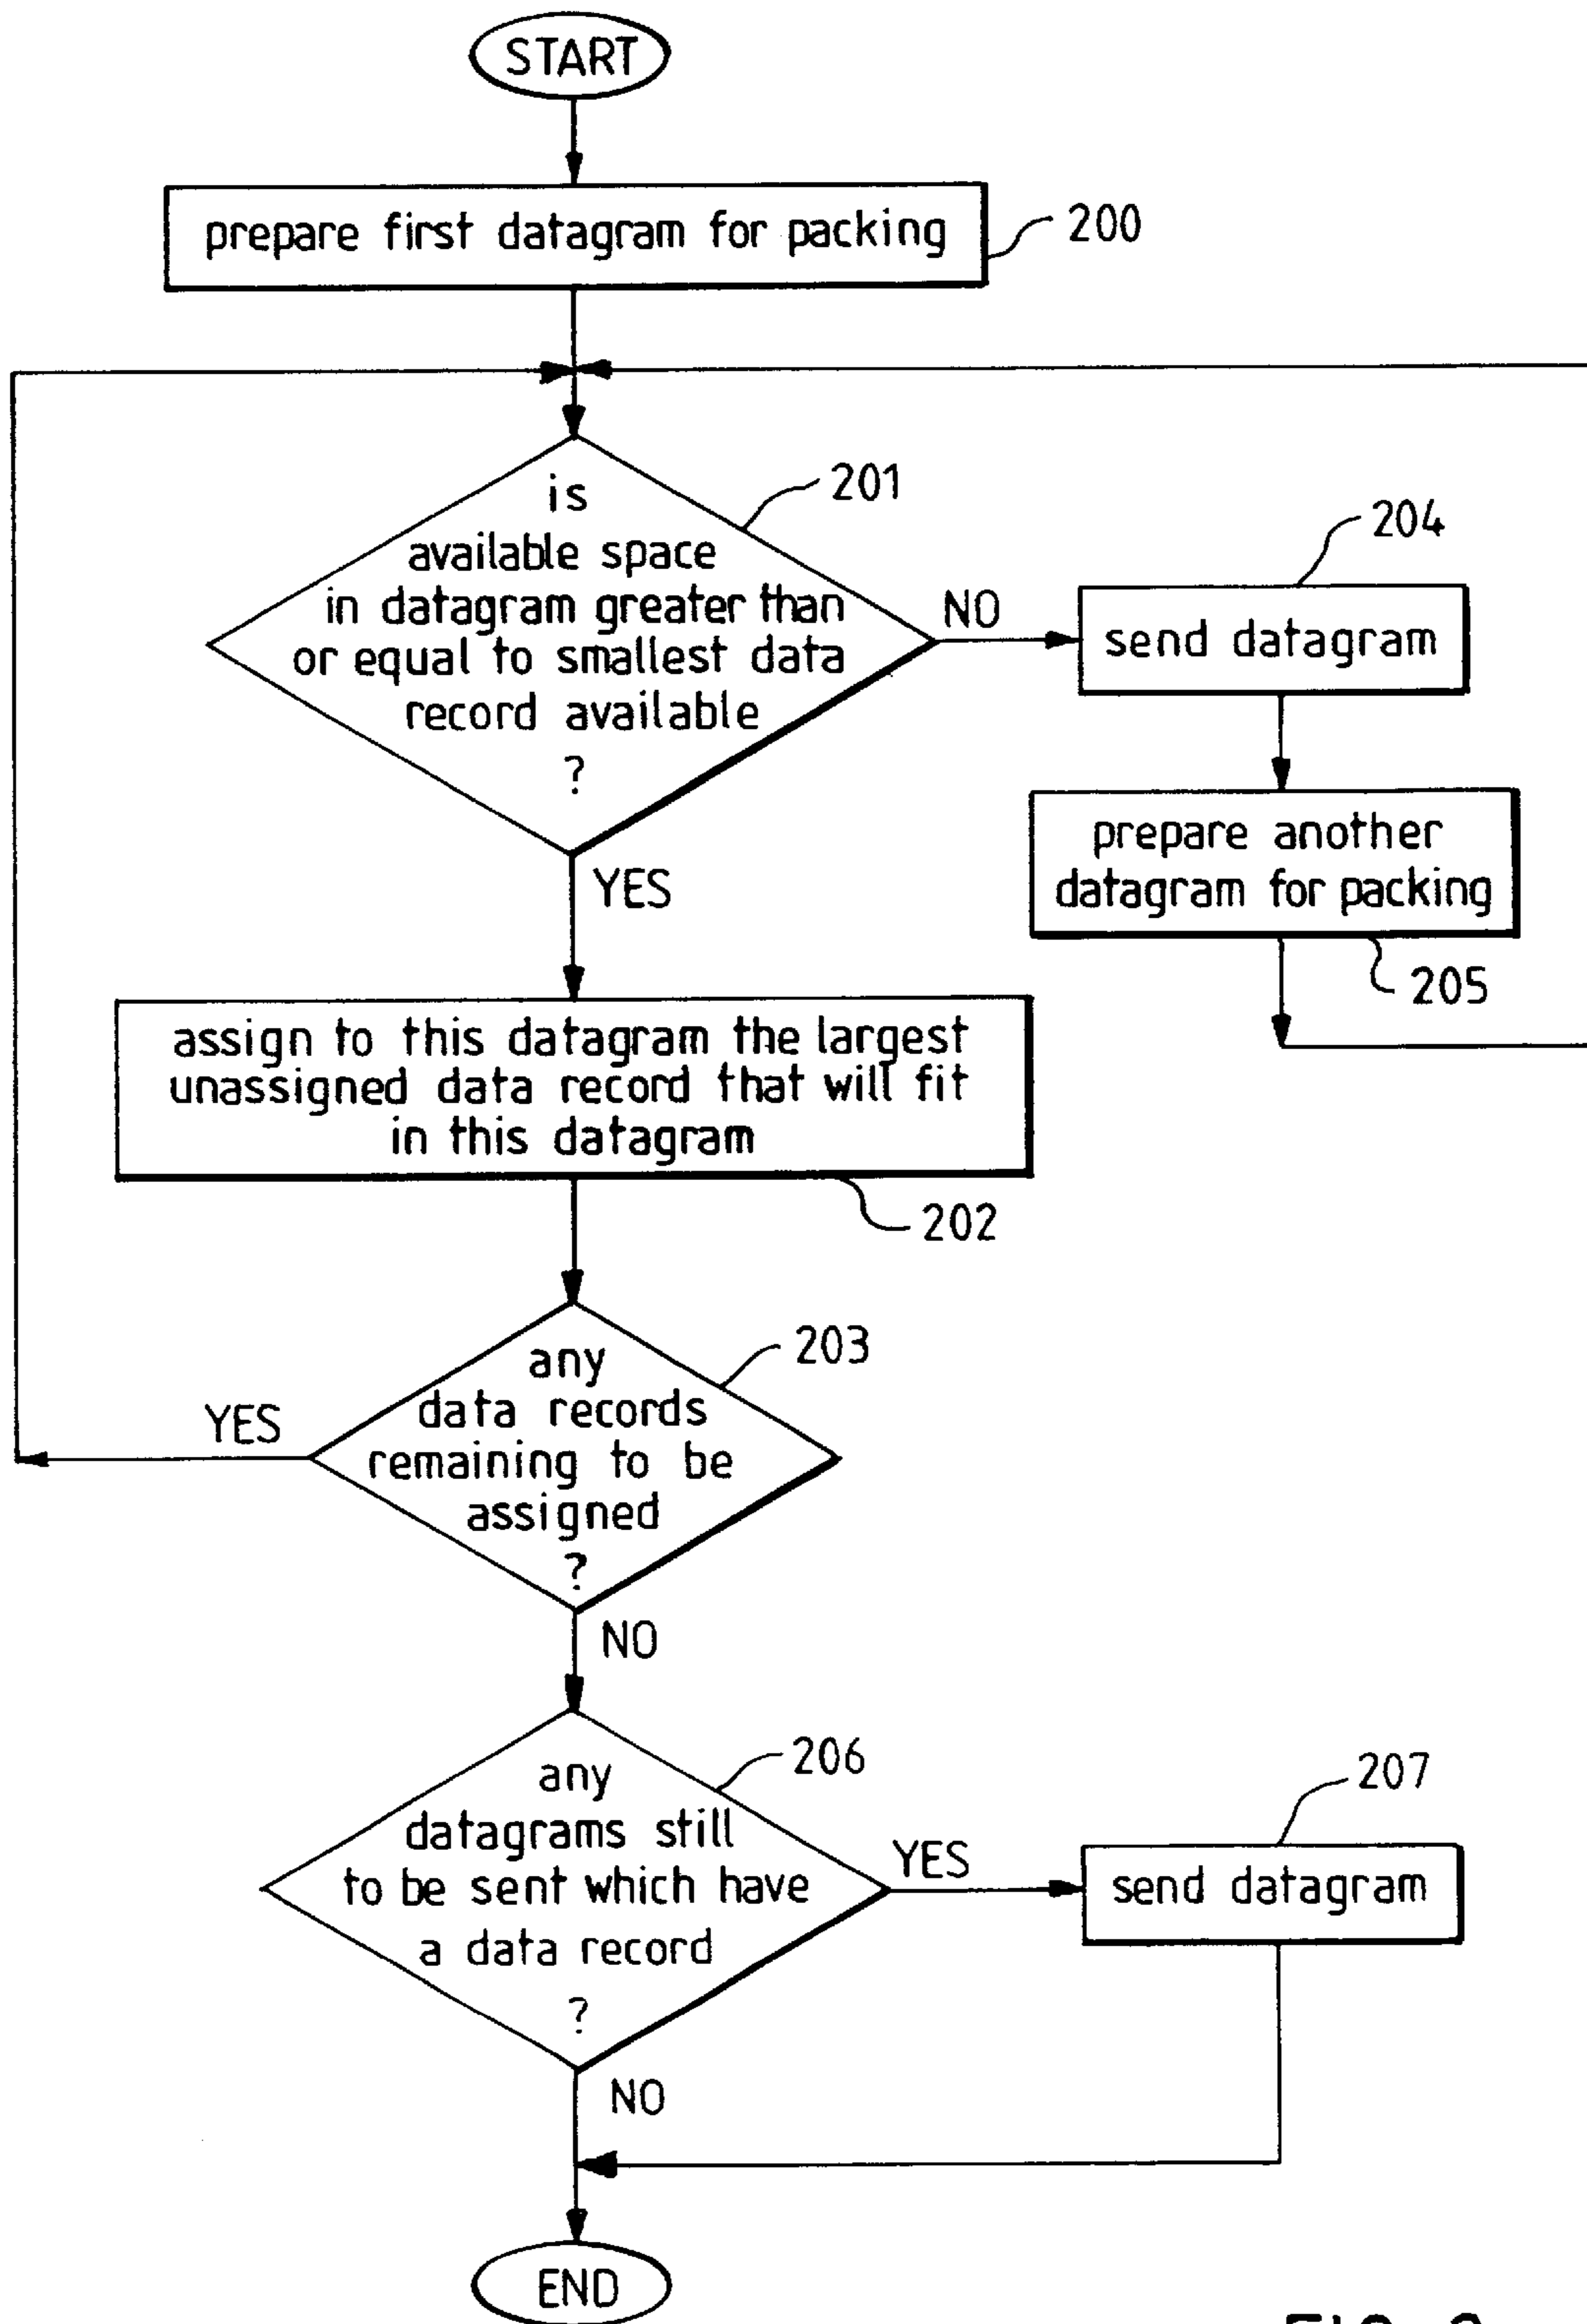 START
prepare first datagram for packing
200
is
available space
in datagram greater than
or equal to smallest data
record available
?
201
NO
204
send datagram
prepare another
datagram for packing
205
YES
assign to this datagram the largest
unassigned data record that will fit
in this datagram
202
any
data records
remaining to be
assigned
?
203
YES
NO
any
datagrams still
to be sent which have
a data record
?
206
YES
207
send datagram
NO
END